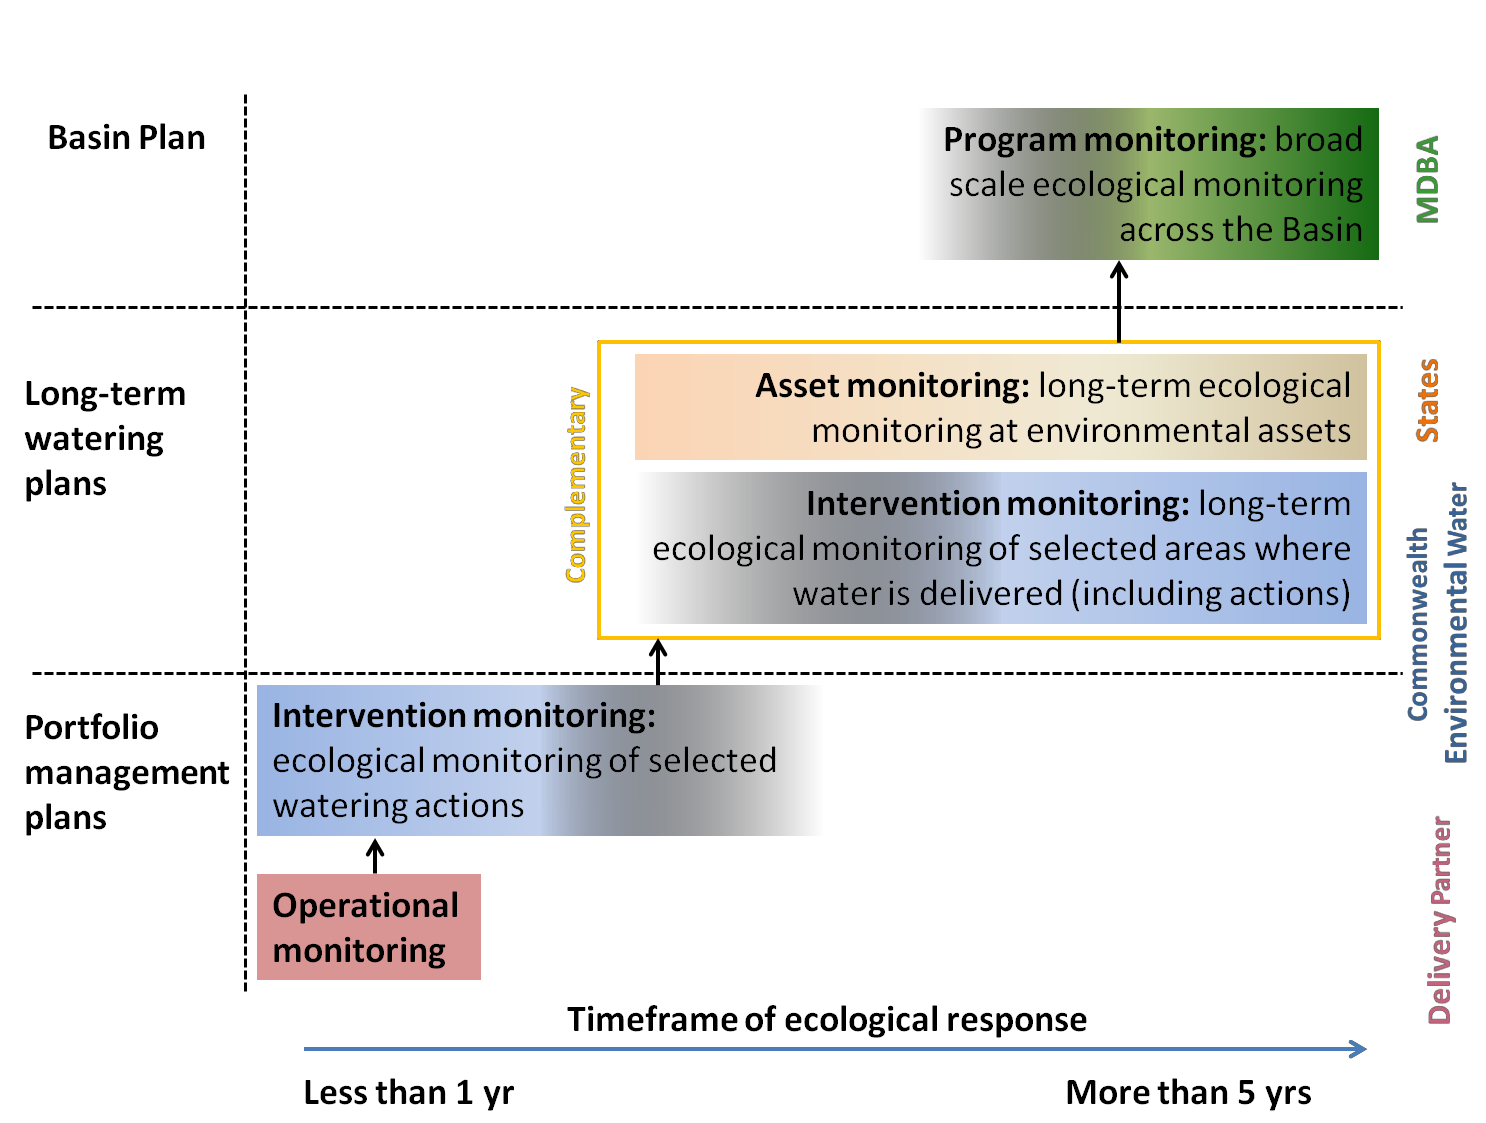 Basin Plan
Program monitoring: broad
scale ecological monitoring
across the Basin
MDBA
Long-term
watering
plans
Complementary
Asset monitoring: long-term ecological
monitoring at environmental assets
States
Intervention monitoring: long-term
ecological monitoring of selected areas where
water is delivered (including actions)
Commonwealth
Environmental Water
Portfolio
management
plans
Intervention monitoring:
ecological monitoring of selected
watering actions
Operational
monitoring
Delivery Partner
Timeframe of ecological response
Less than 1 yr
More than 5 yrs